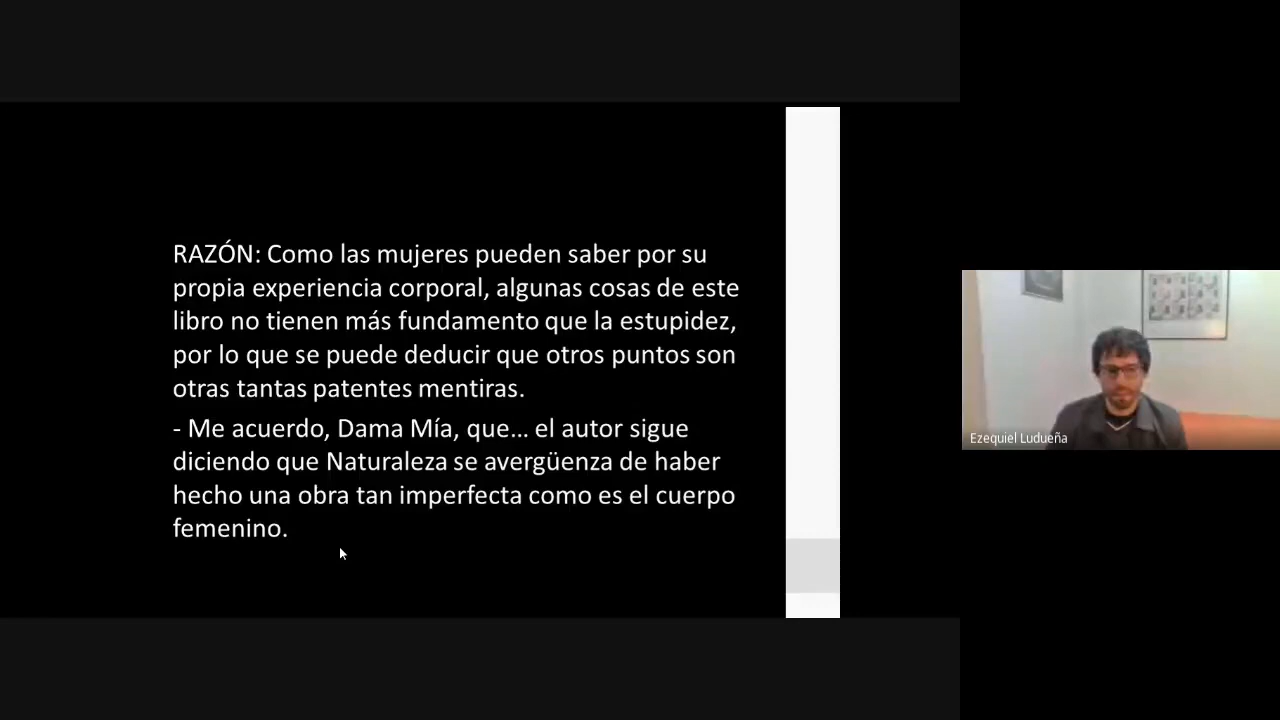 RAZÓN: Como las mujeres pueden saber por su
propia experiencia corporal, algunas cosas de este
libro no tienen más fundamento que la estupidez,
por lo que se puede deducir que otros puntos son
otras tantas patentes mentiras.
- Me acuerdo, Dama Mía, que... el autor sigue
diciendo que Naturaleza se avergüenza de haber
hecho una obra tan imperfecta como es el cuerpo
femenino.
Ezequiel Ludueña